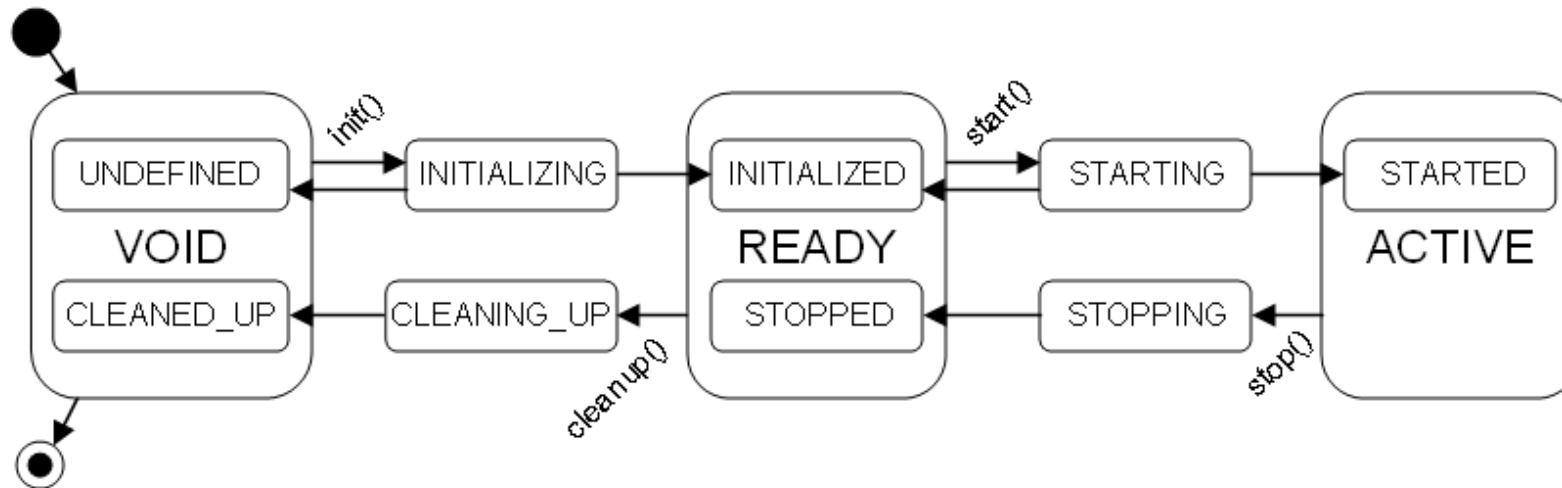 init()
start()
UNDEFINED
INITIALIZING
INITIALIZED
STARTING
STARTED
VOID
READY
ACTIVE
CLEANED_UP
CLEANING_UP
STOPPED
STOPPING
cleanup()
stop()